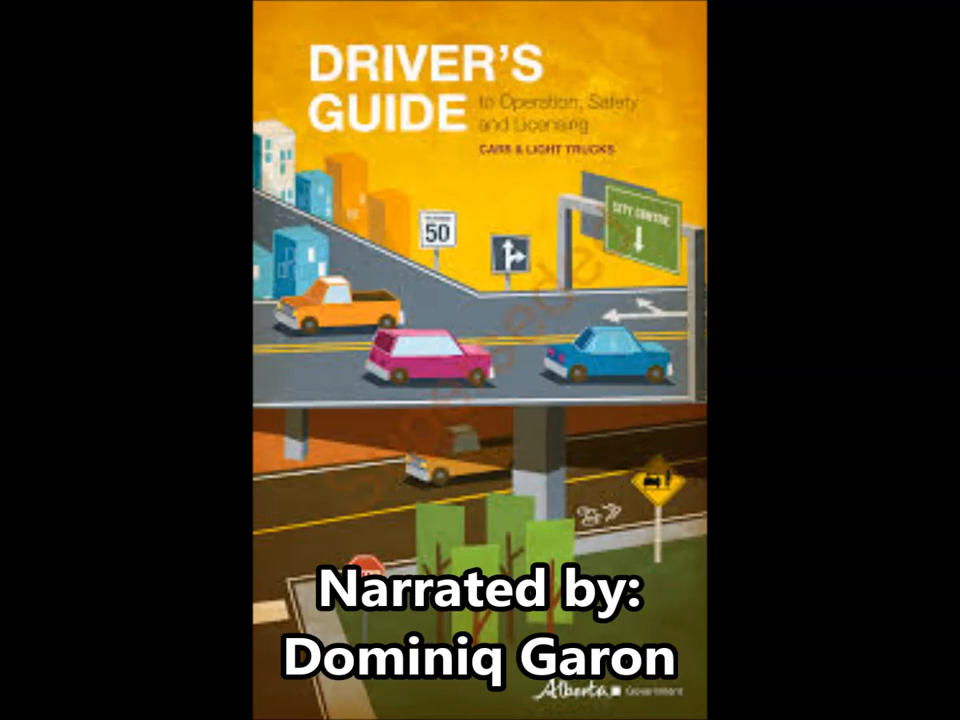 DRIVER'S
GUIDE
to Operation, Safety
and Licensing
CARS & LIGHT TRUCKS
50
CITY CENTRE
Superseded
Narrated by:
Dominiq Garon
Alberta Government